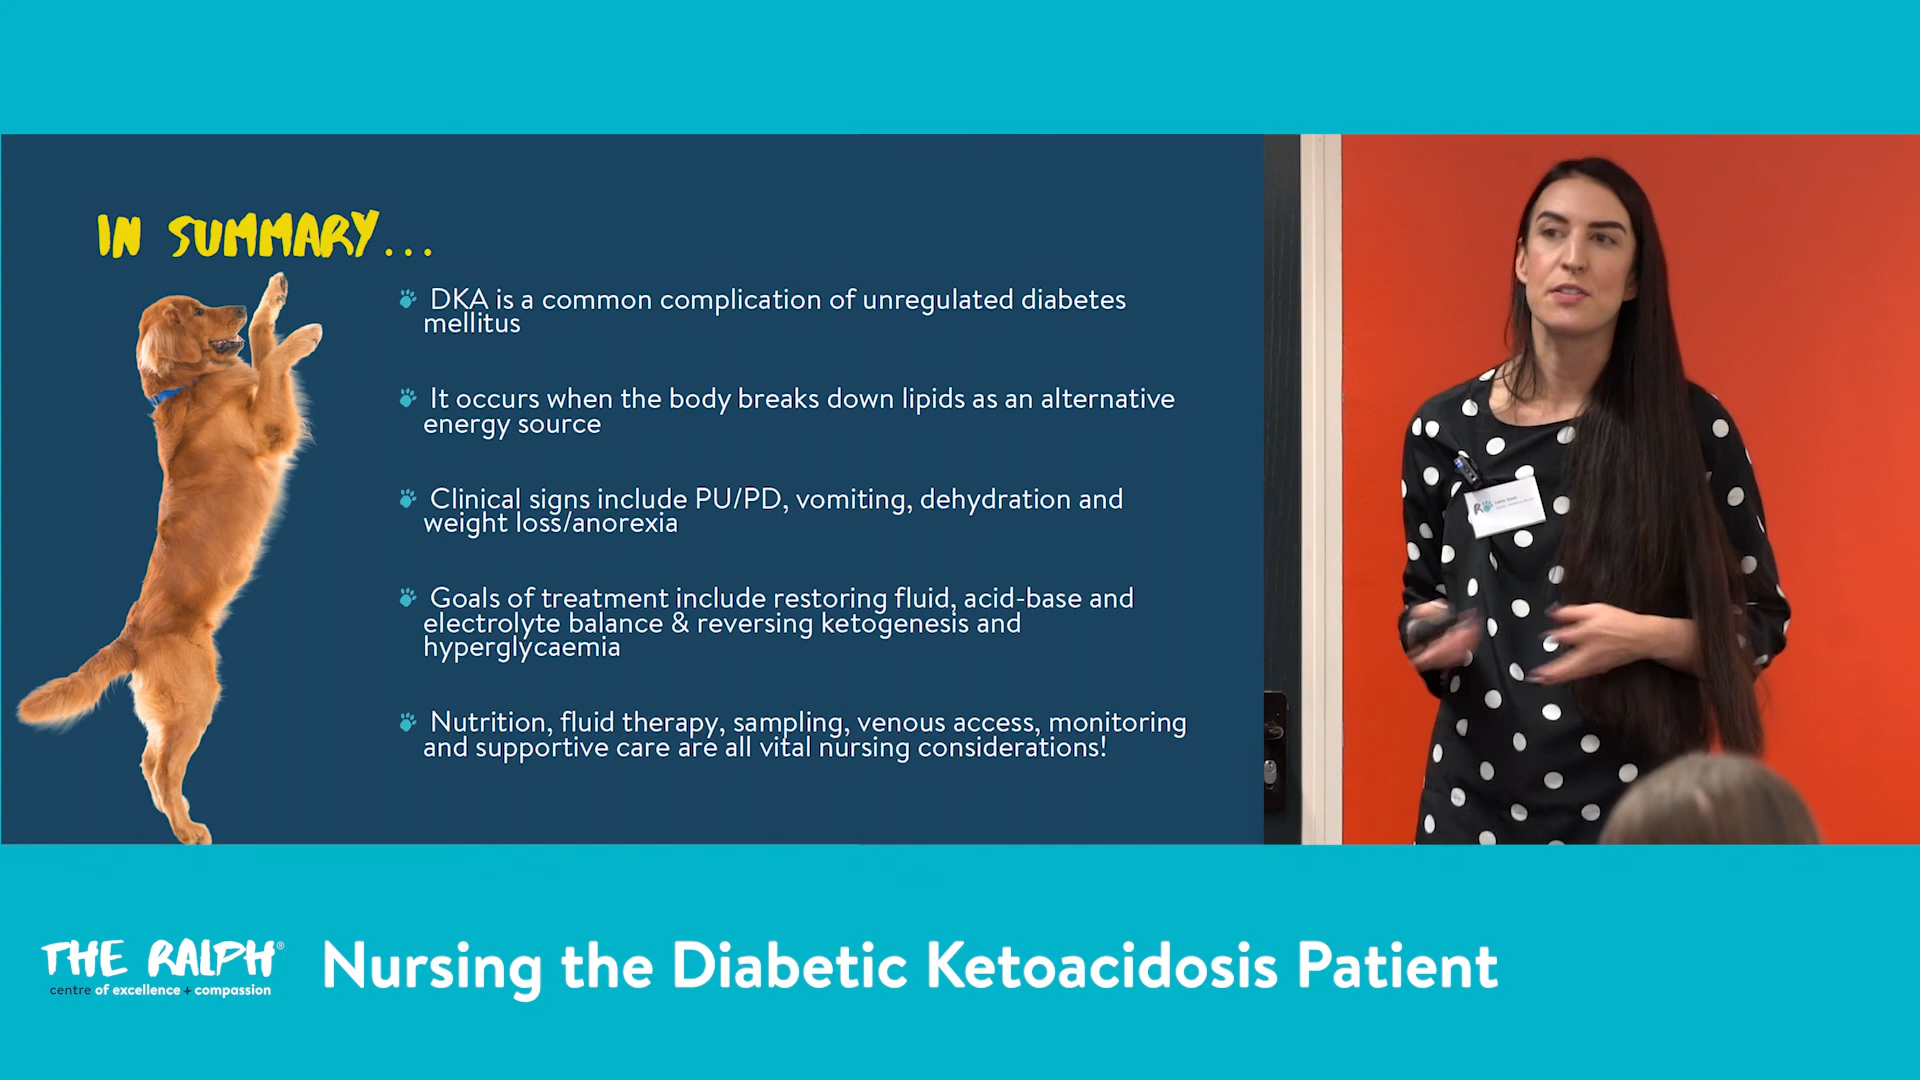 IN SUMMARY...
DKA is a common complication of unregulated diabetes
mellitus
It occurs when the body breaks down lipids as an alternative
energy source
Clinical signs include PU/PD, vomiting, dehydration and
weight loss/anorexia
Goals of treatment include restoring fluid, acid-base and
electrolyte balance & reversing ketogenesis and
hyperglycaemia
Nutrition, fluid therapy, sampling, venous access, monitoring
and supportive care are all vital nursing considerations!
R
THE RALPH®
centre of excellence + compassion
Nursing the Diabetic Ketoacidosis Patient